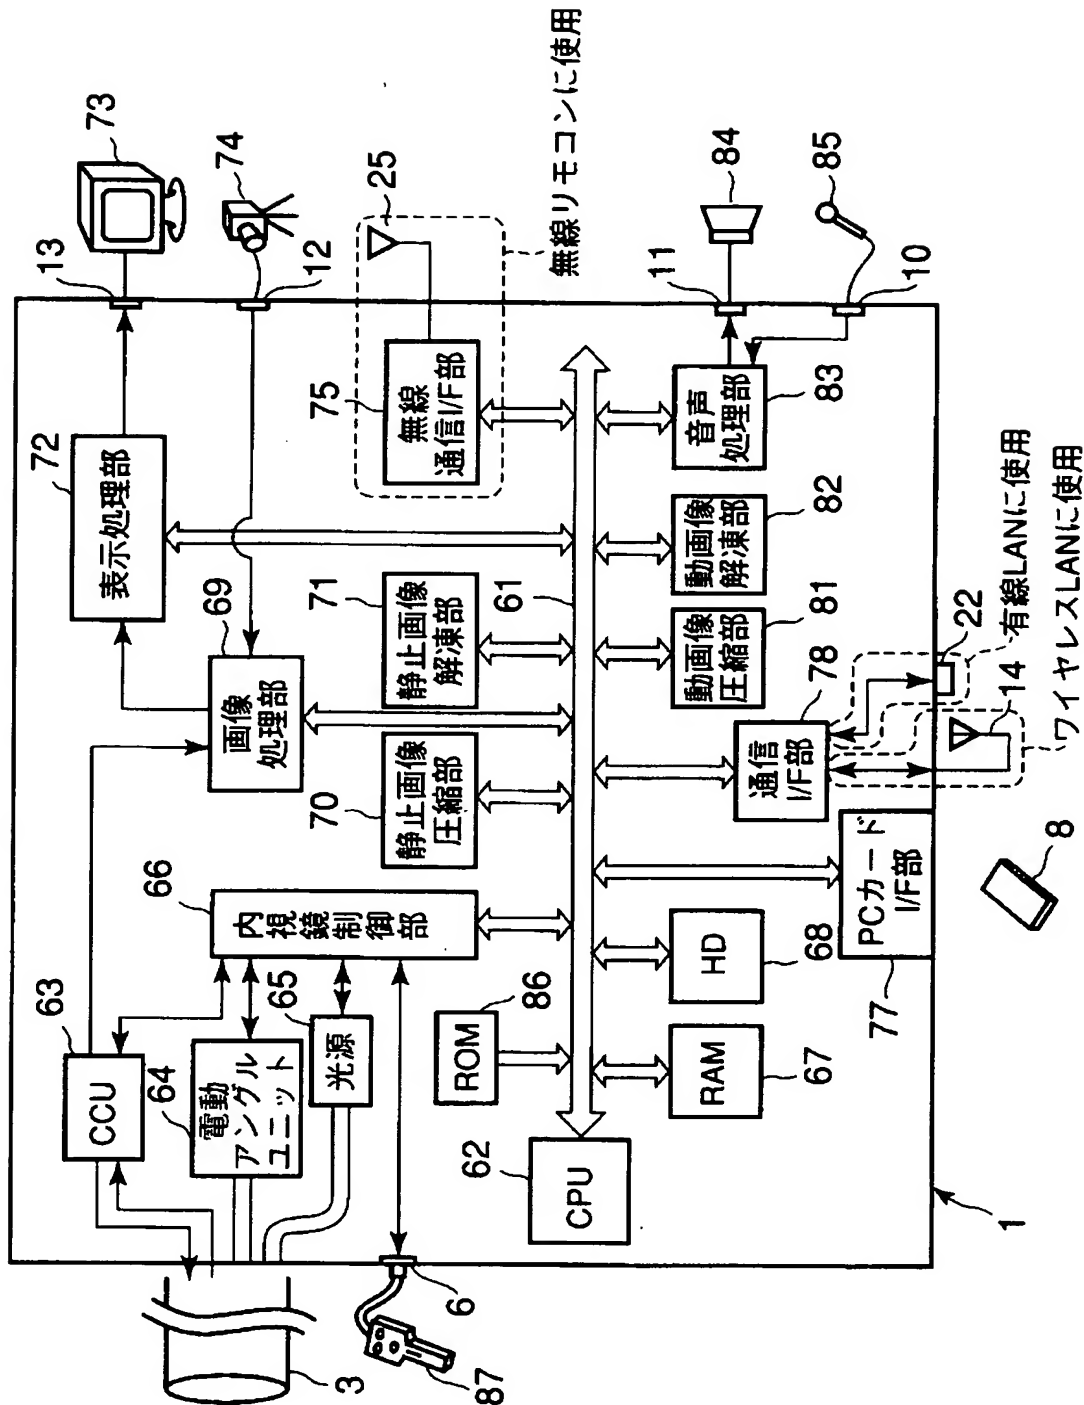 63
CCU
64
電動
アングル
ユニット
65
光源
66
内視鏡制御部
3
6
87
72
表示処理部
69
画像
処理部
13
73
12
74
70
静止画像
圧縮部
71
静止画像
解凍部
75
無線
通信I/F部
25
無線リモコンに使用
86
ROM
62
CPU
61
RAM
67
HD
68
動画像
圧縮部
81
動画像
解凍部
82
音声
処理部
83
11
84
10
85
通信
I/F部
78
PCカード
I/F部
77
22
有線LANに使用
14
ワイヤレスLANに使用
8
1